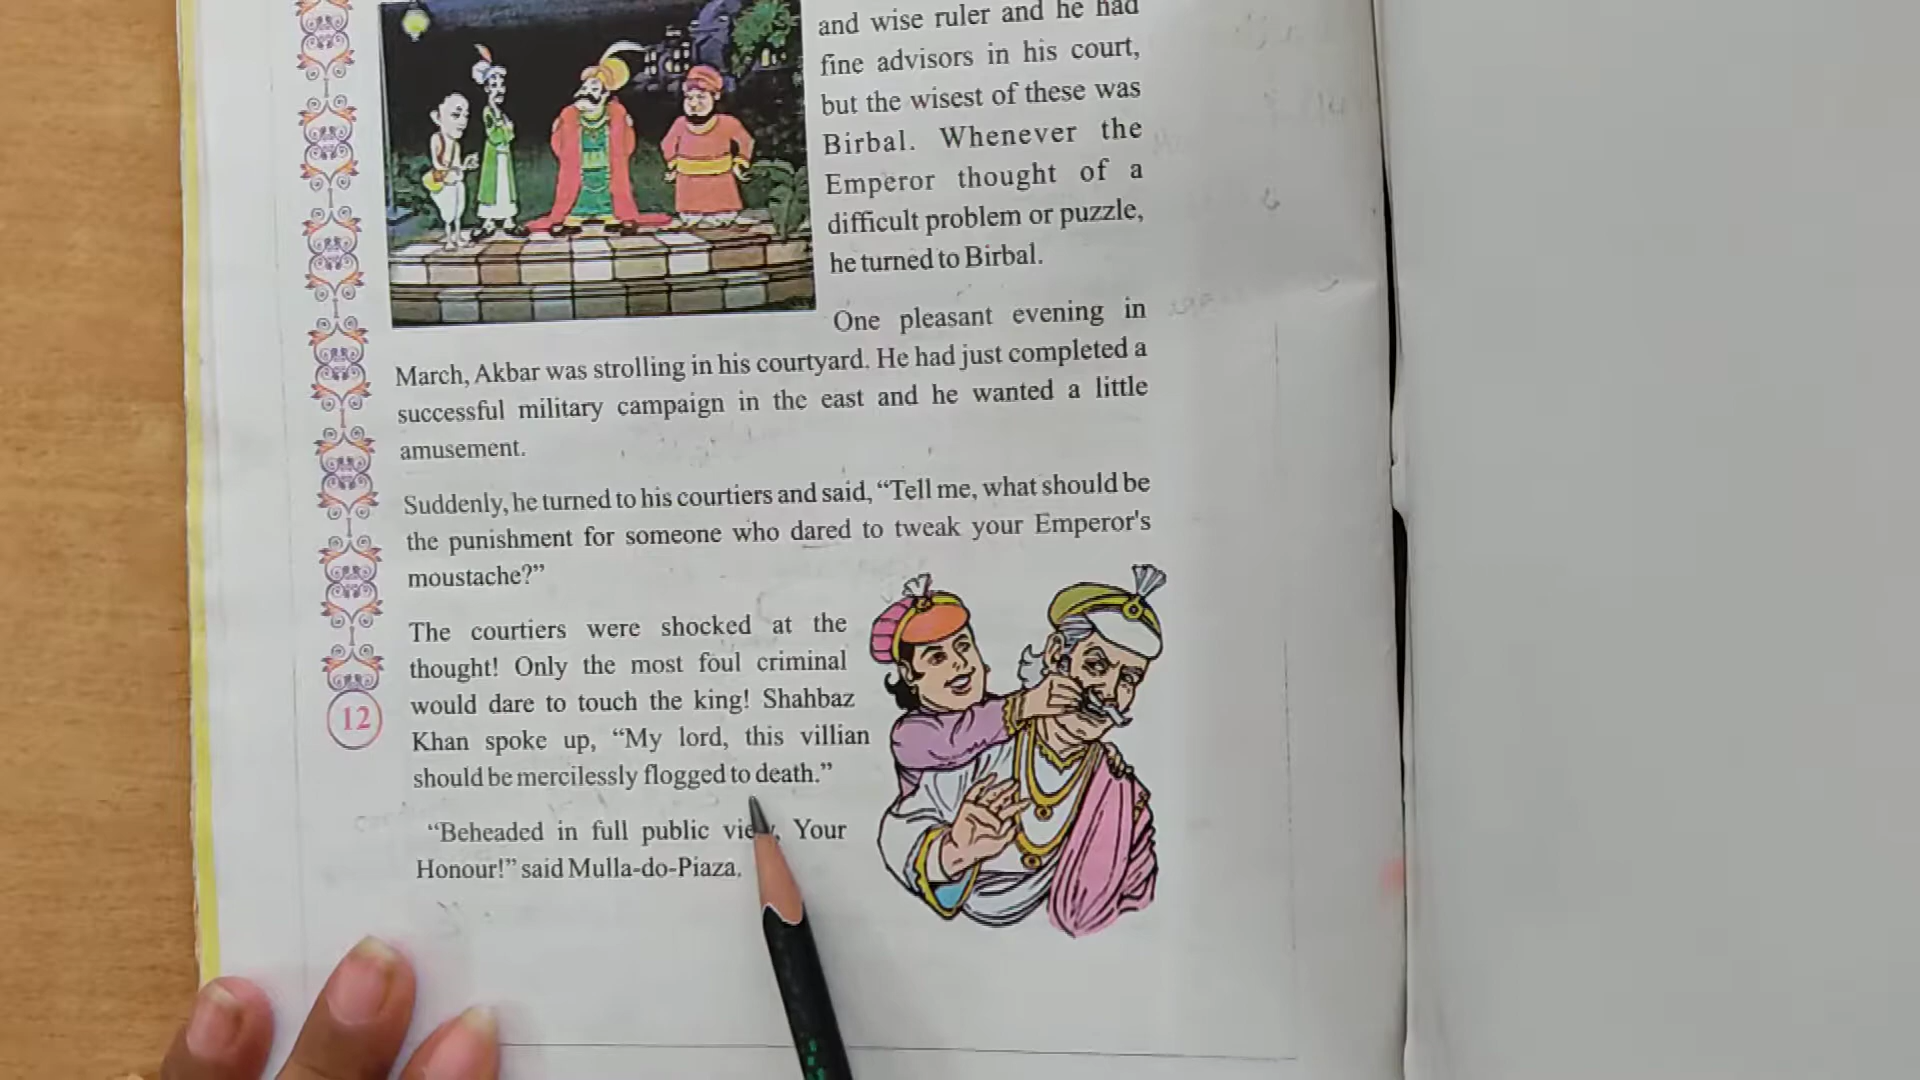 and wise ruler and he had
fine advisors in his court,
but the wisest of these was
Birbal. Whenever the
Emperor thought of a
difficult problem or puzzle,
he turned to Birbal.
One pleasant evening in
March, Akbar was strolling in his courtyard. He had just completed a
successful military campaign in the east and he wanted a little
amusement.
Suddenly, he turned to his courtiers and said, “Tell me, what should be
the punishment for someone who dared to tweak your Emperor's
moustache?”
The courtiers were shocked at the
thought! Only the most foul criminal
would dare to touch the king! Shahbaz
Khan spoke up, “My lord, this villian
should be mercilessly flogged to death.”
“Beheaded in full public view, Your
Honour!” said Mulla-do-Piaza.
12